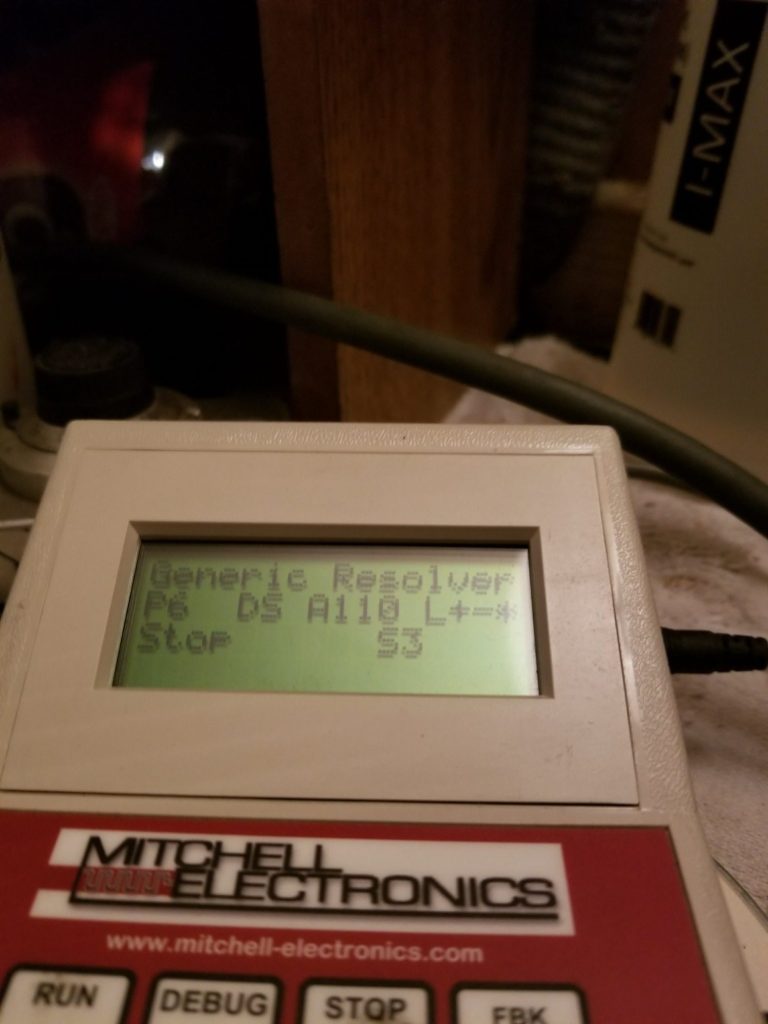 I-MAX
Generic Resolver
P6 DS A110 L+=*
Stop S3
MITCHELL
ELECTRONICS
www.mitchell-electronics.com
RUN DEBUG STOP FBK